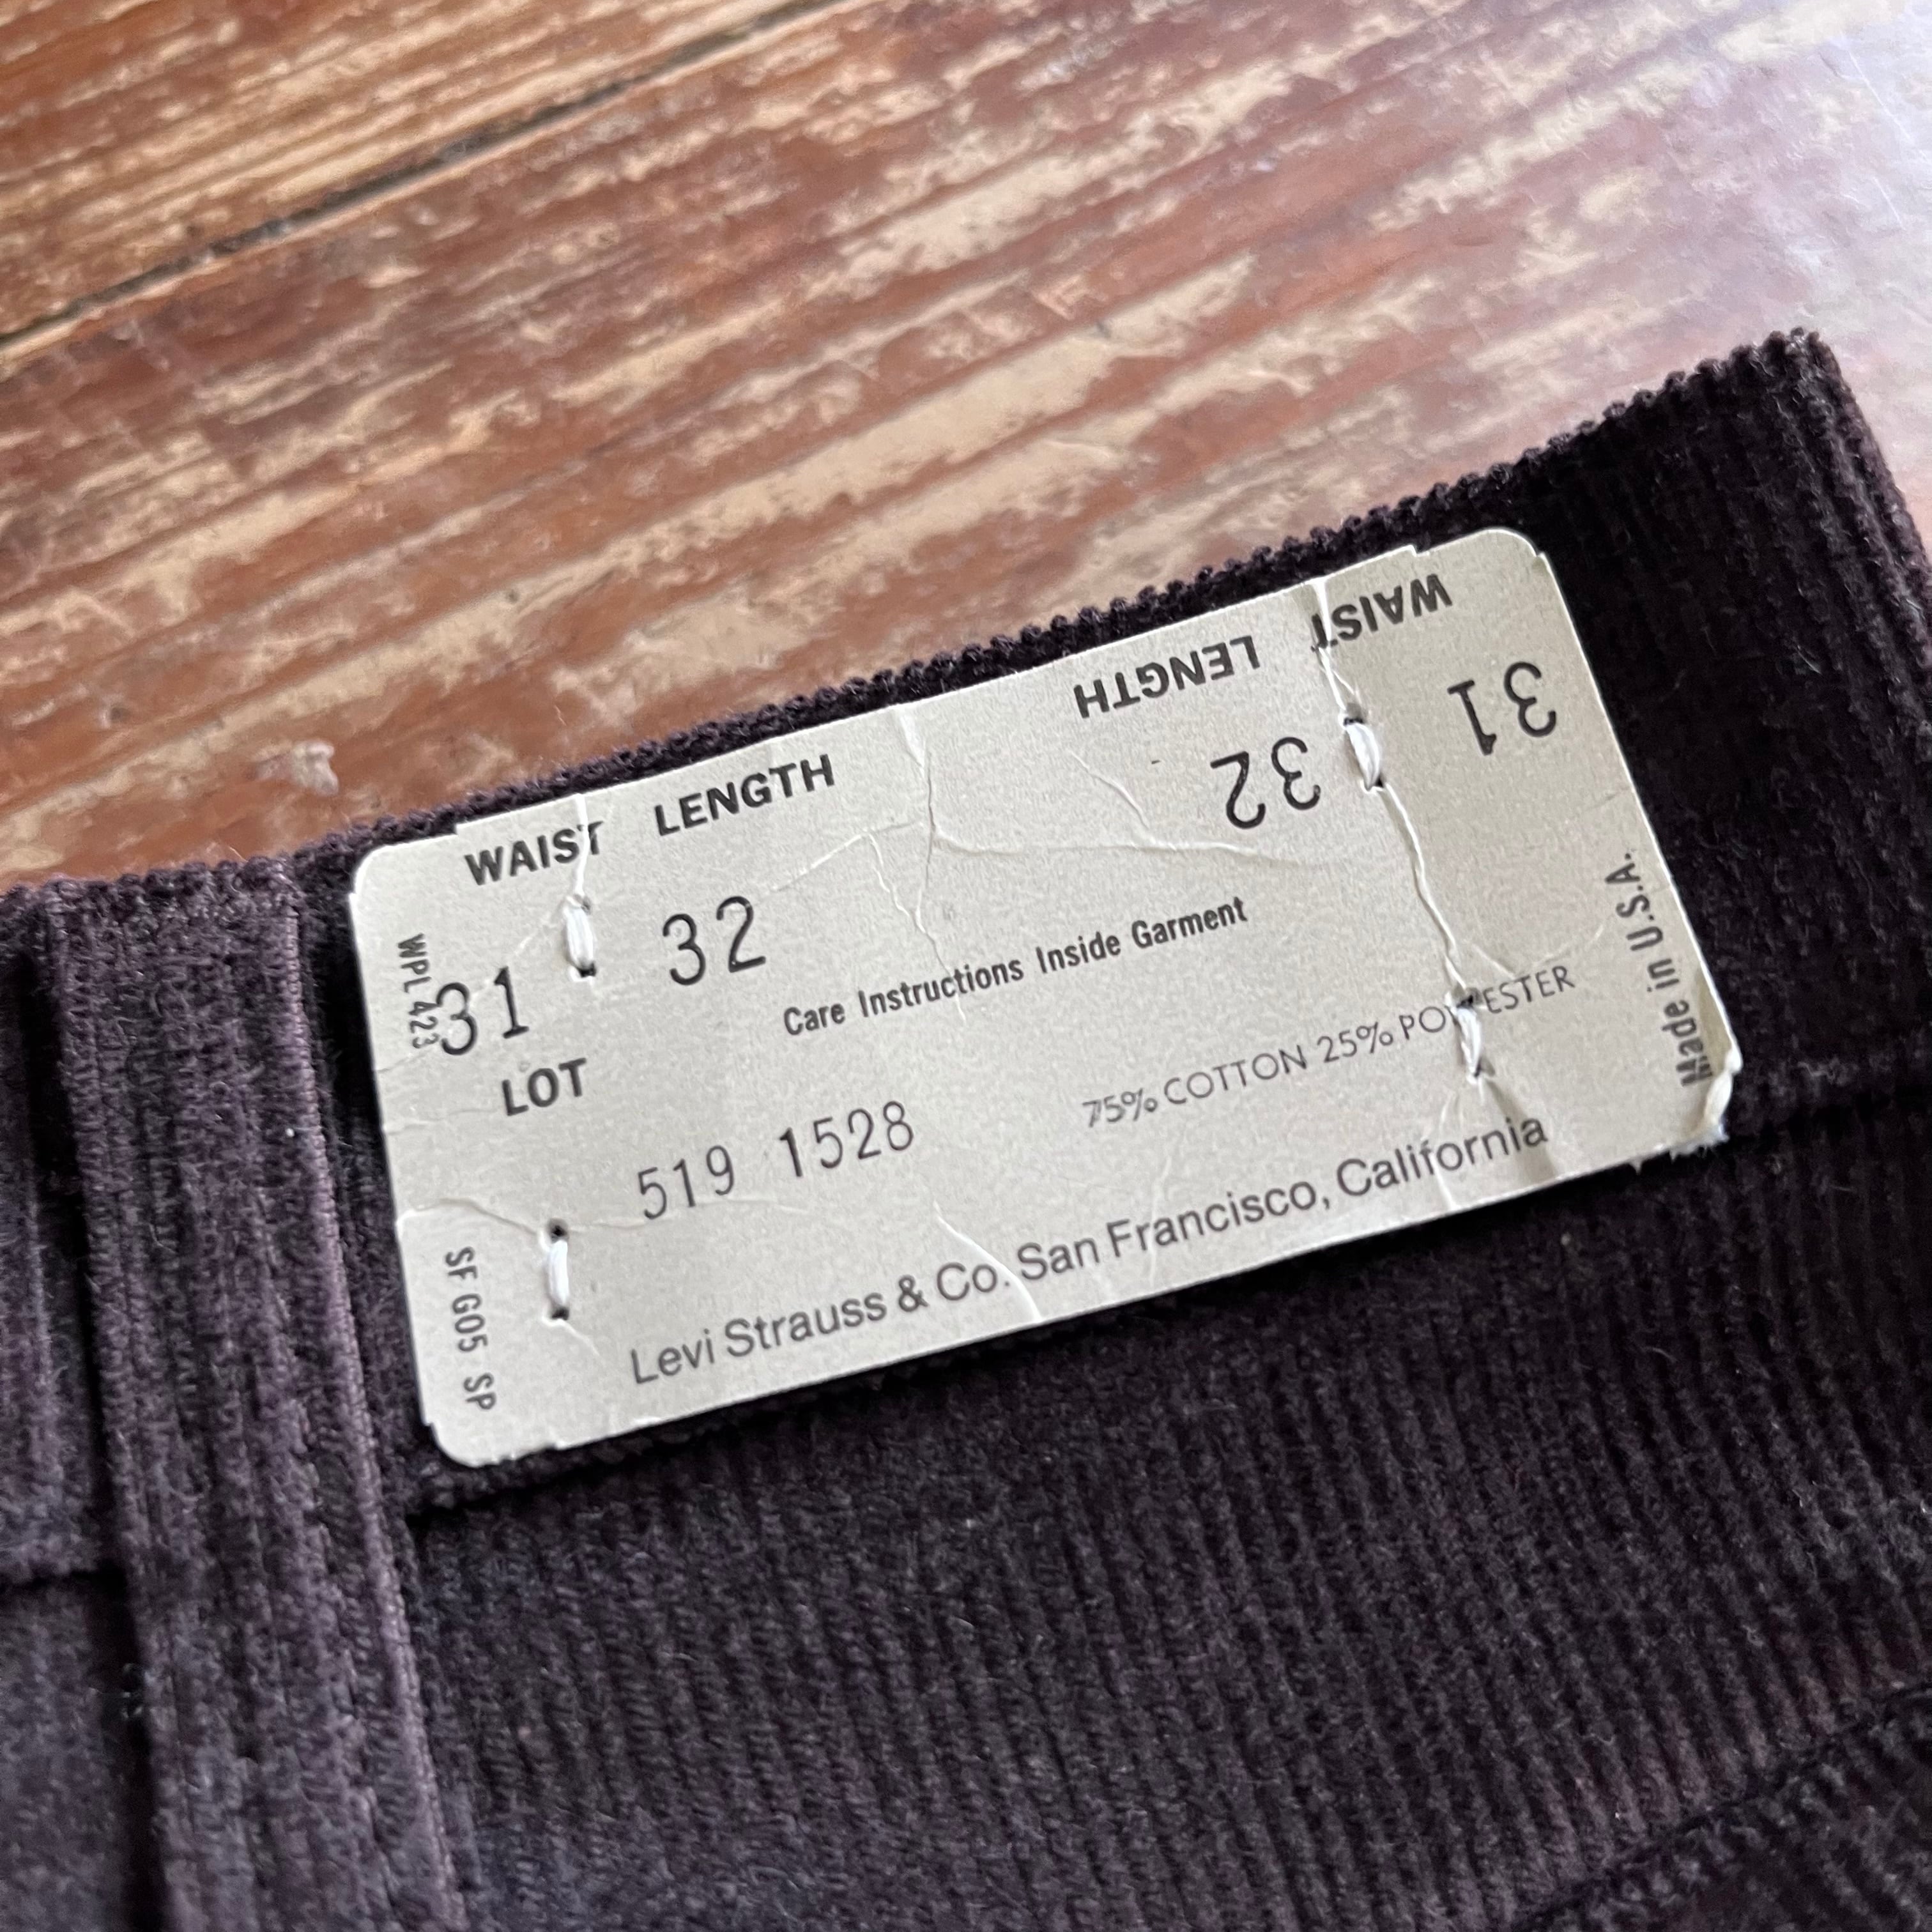 WAIST LENGTH
31 32
LENGTH WAIST
32 31
WPL 423
Care Instructions Inside Garment
LOT
519 1528
75% COTTON 25% POLYESTER
Levi Strauss & Co. San Francisco, California
SF G05 SP
Made in U.S.A.